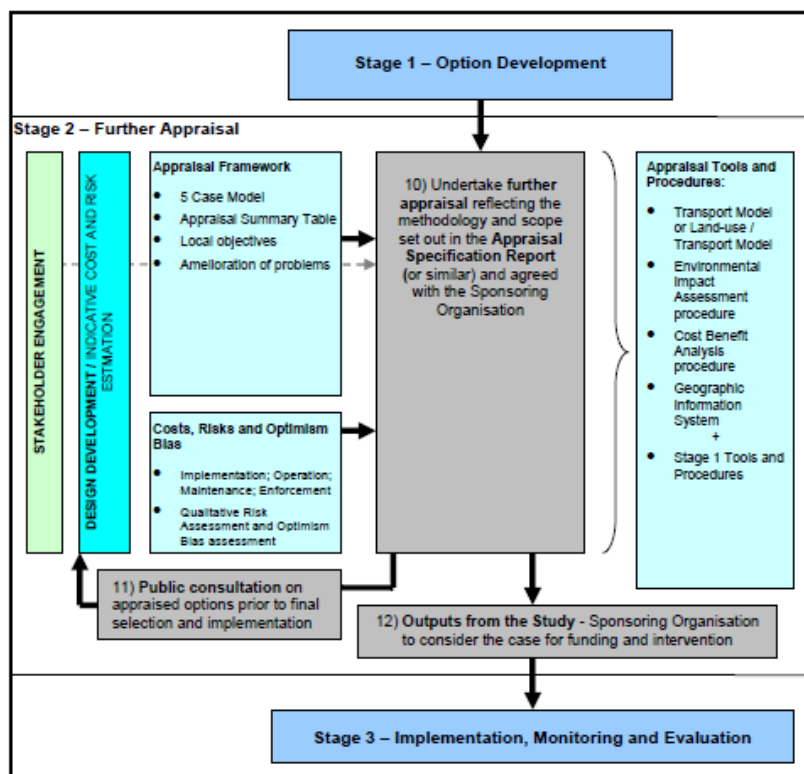 Stage 1 – Option Development
Stage 2 – Further Appraisal
STAKEHOLDER ENGAGEMENT
DESIGN DEVELOPMENT / INDICATIVE COST AND RISK
ESTMATION
Appraisal Framework
• 5 Case Model
• Appraisal Summary Table
• Local objectives
• Amelioration of problems
Costs, Risks and Optimism
Bias
• Implementation; Operation;
Maintenance; Enforcement
• Qualitative Risk
Assessment and Optimism
Bias assessment
10) Undertake further
appraisal reflecting the
methodology and scope
set out in the Appraisal
Specification Report
(or similar) and agreed
with the Sponsoring
Organisation
Appraisal Tools and
Procedures:
• Transport Model
or Land-use /
Transport Model
• Environmental
Impact
Assessment
procedure
• Cost Benefit
Analysis
procedure
• Geographic
Information
System
+
• Stage 1 Tools and
Procedures
11) Public consultation on
appraised options prior to final
selection and implementation
12) Outputs from the Study - Sponsoring Organisation
to consider the case for funding and intervention
Stage 3 – Implementation, Monitoring and Evaluation